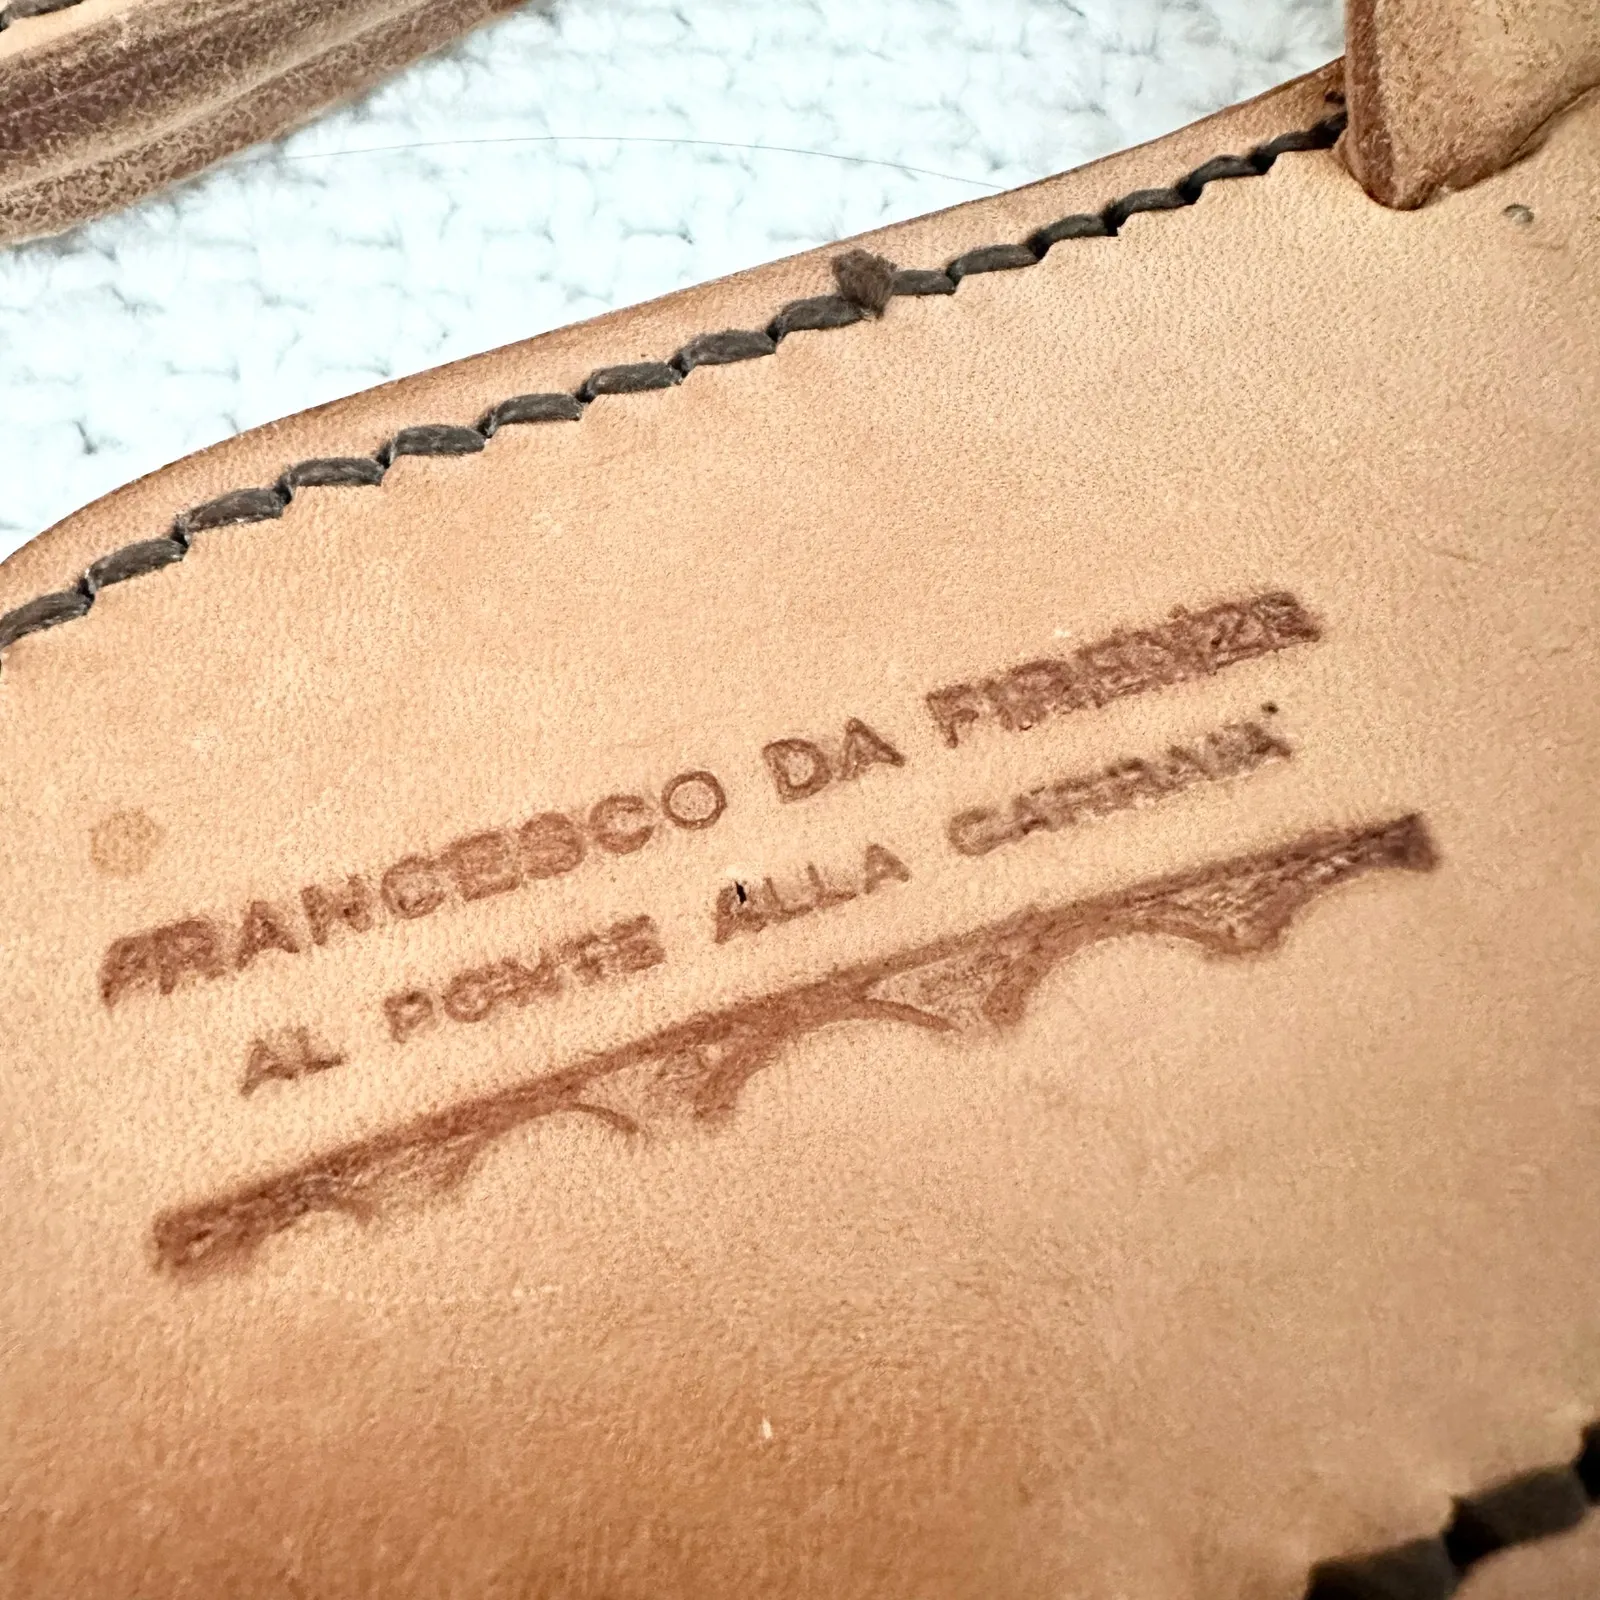 FRANCESCO DA FIRENZE
AL PONTE ALLA CARRAIA